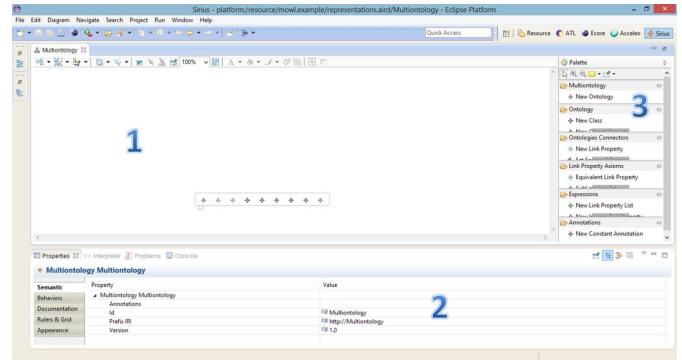 Sirius - platform:/resource/mowl.example/representations.aird/Multiontology - Eclipse Platform
File Edit Diagram Navigate Search Project Run Window Help
Quick Access
Resource ATL Ecore Acceleo Sirius
Multiontology
100%
A
1
Palette
Multiontology
New Ontology
3
Ontology
New Class
Ontologies Connectors
New Link Property
Link Property Axioms
Equivalent Link Property
Expressions
New Link Property List
Annotations
New Constant Annotation
Properties Interpreter Problems Console
Multiontology Multiontology
Semantic
Behaviors
Documentation
Rulers & Grid
Appearance
Property Value
Multiontology Multiontology
Annotations
Id Multiontology
Prefix IRI http://Multiontology
Version 1.0
2